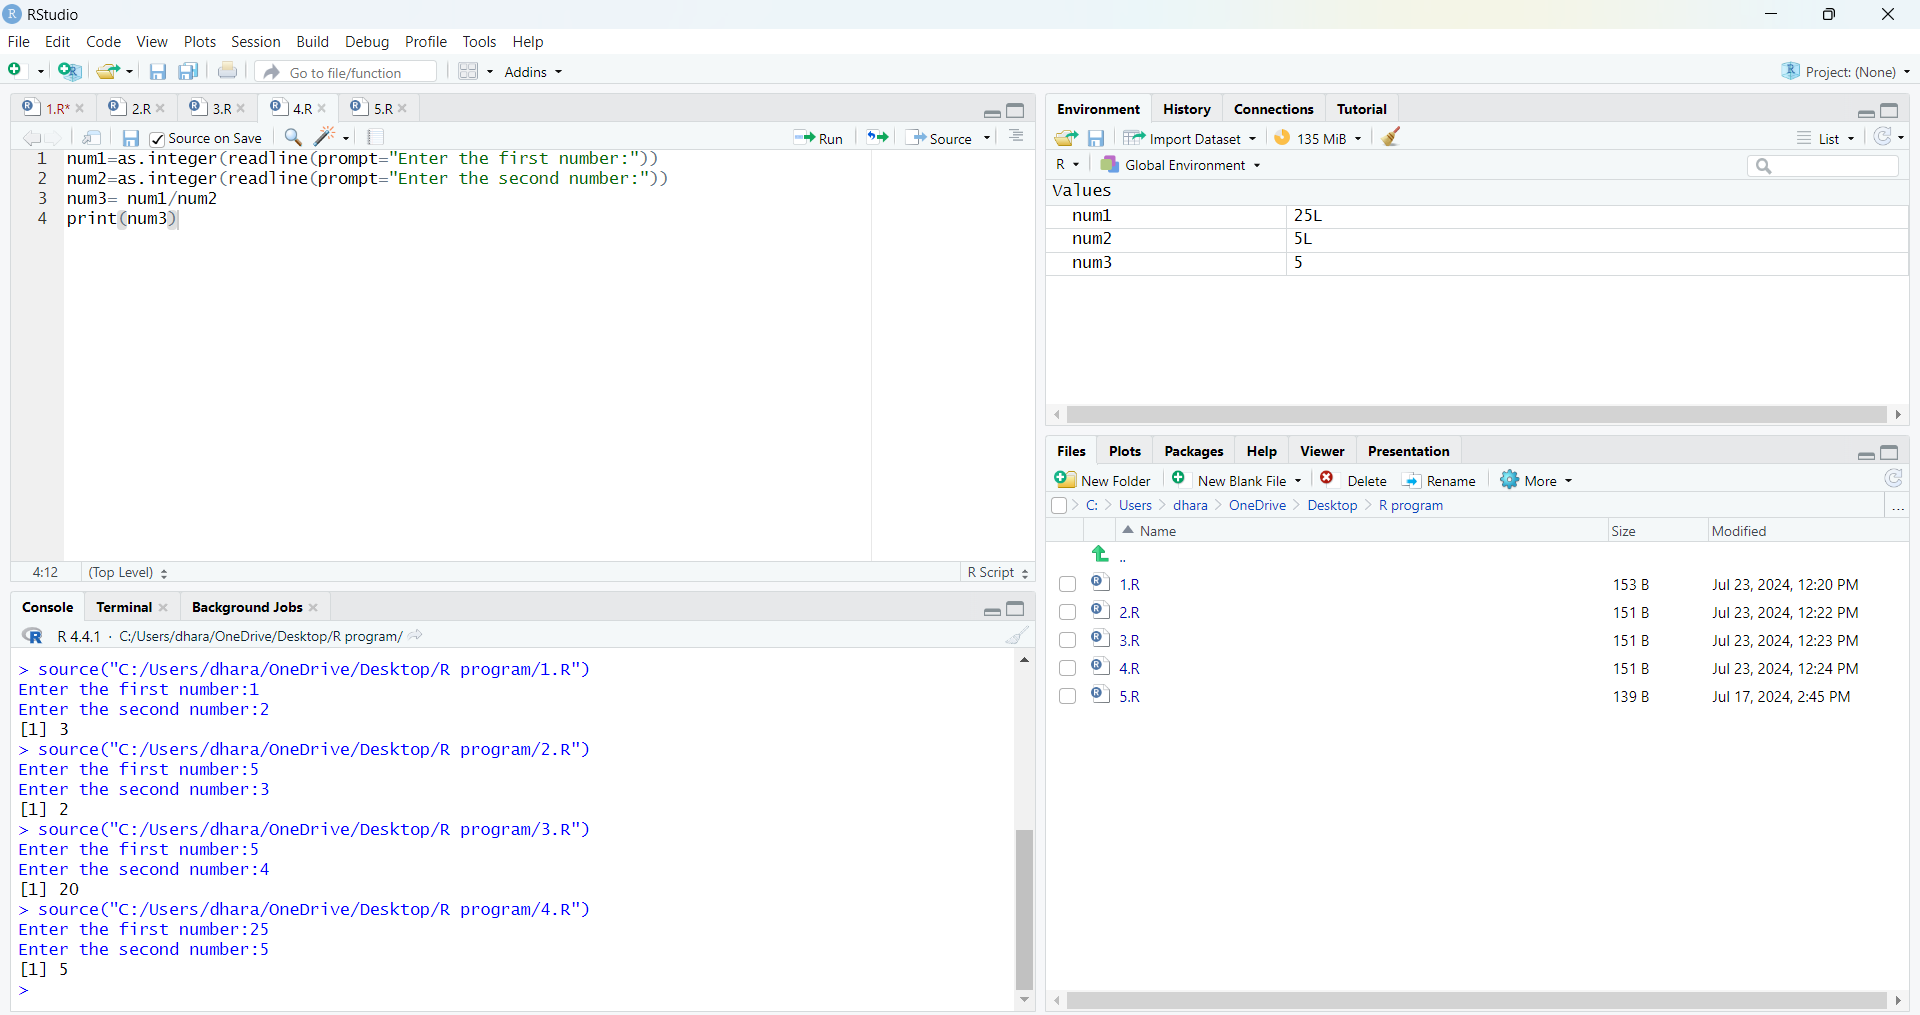 RStudio
File Edit Code View Plots Session Build Debug Profile Tools Help
Go to file/function Addins Project: (None)
1.R* 2.R 3.R 4.R 5.R
Source on Save Run Source
1 num1=as.integer(readline(prompt="Enter the first number:"))
2 num2=as.integer(readline(prompt="Enter the second number:"))
3 num3= num1/num2
4 print(num3)
4:12 (Top Level) R Script
Console Terminal Background Jobs
R 4.4.1 · C:/Users/dhara/OneDrive/Desktop/R program/
> source("C:/Users/dhara/OneDrive/Desktop/R program/1.R")
Enter the first number:1
Enter the second number:2
[1] 3
> source("C:/Users/dhara/OneDrive/Desktop/R program/2.R")
Enter the first number:5
Enter the second number:3
[1] 2
> source("C:/Users/dhara/OneDrive/Desktop/R program/3.R")
Enter the first number:5
Enter the second number:4
[1] 20
> source("C:/Users/dhara/OneDrive/Desktop/R program/4.R")
Enter the first number:25
Enter the second number:5
[1] 5
>
Environment History Connections Tutorial
Import Dataset 135 MiB List
R Global Environment
Values
num1 25L
num2 5L
num3 5
Files Plots Packages Help Viewer Presentation
New Folder New Blank File Delete Rename More
C: > Users > dhara > OneDrive > Desktop > R program ...
Name Size Modified
..
1.R 153 B Jul 23, 2024, 12:20 PM
2.R 151 B Jul 23, 2024, 12:22 PM
3.R 151 B Jul 23, 2024, 12:23 PM
4.R 151 B Jul 23, 2024, 12:24 PM
5.R 139 B Jul 17, 2024, 2:45 PM